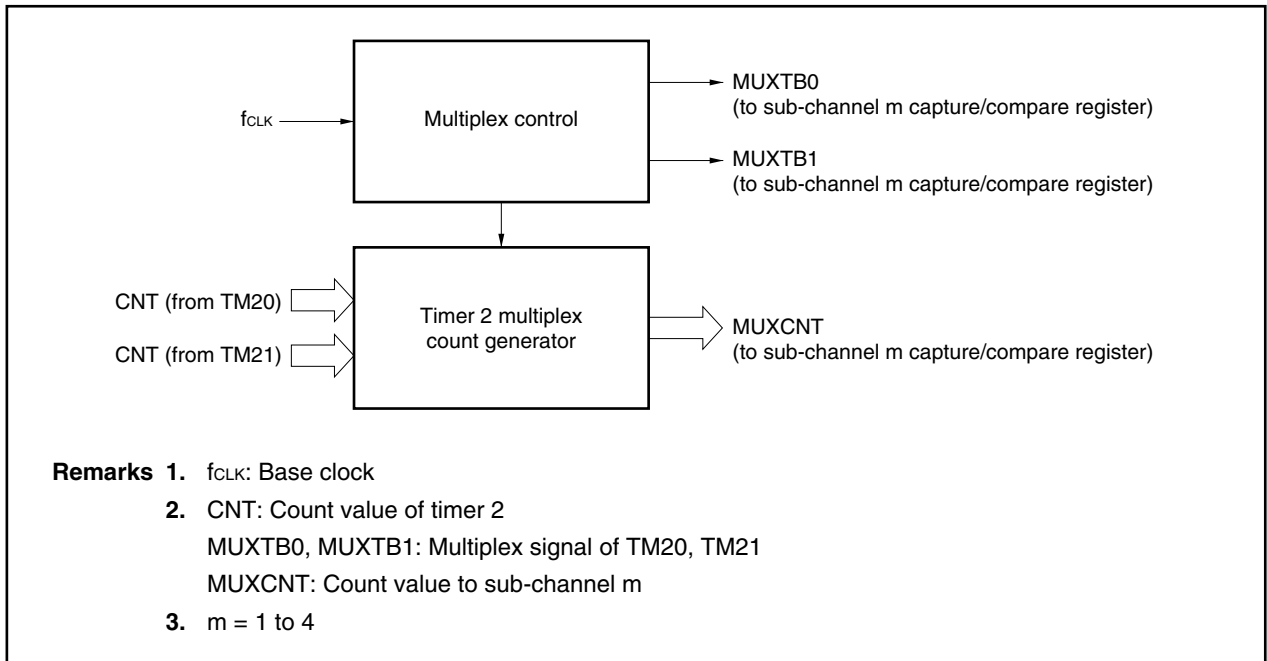 fCLK
Multiplex control
MUXTB0
(to sub-channel m capture/compare register)
MUXTB1
(to sub-channel m capture/compare register)
CNT (from TM20)
CNT (from TM21)
Timer 2 multiplex
count generator
MUXCNT
(to sub-channel m capture/compare register)
Remarks 1. fCLK: Base clock
2. CNT: Count value of timer 2
MUXTB0, MUXTB1: Multiplex signal of TM20, TM21
MUXCNT: Count value to sub-channel m
3. m = 1 to 4